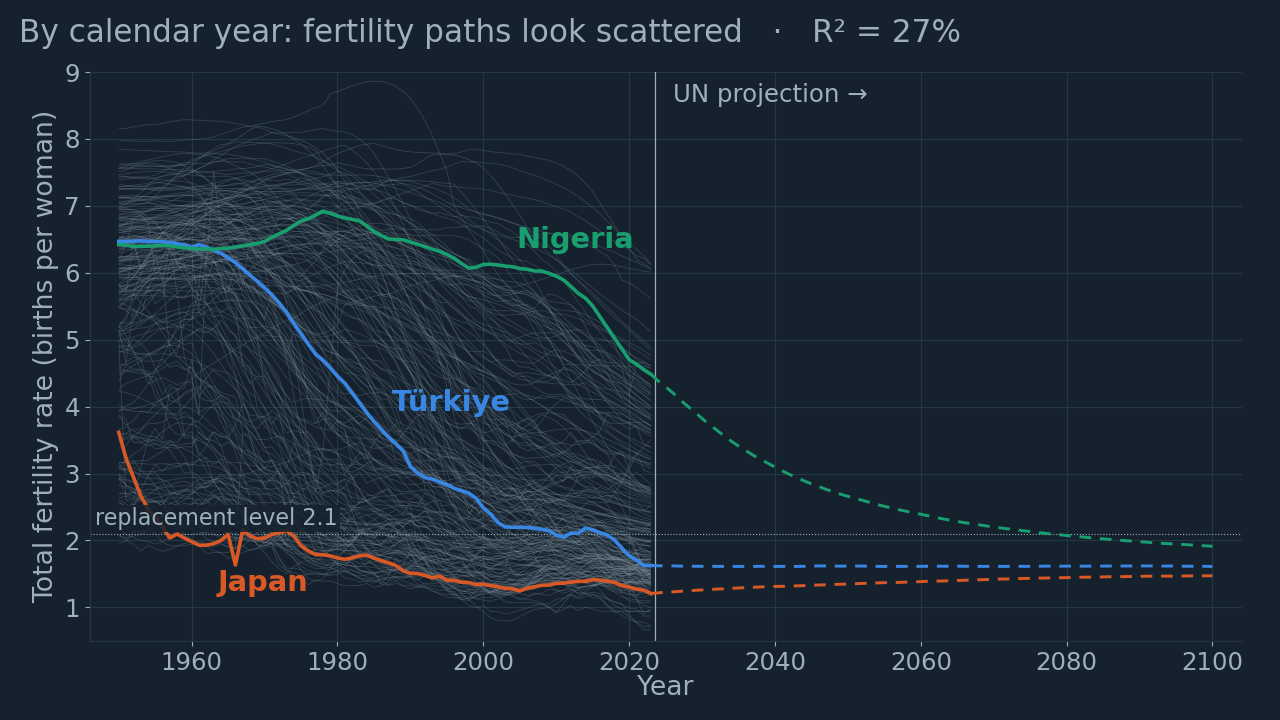 By calendar year: fertility paths look scattered · R² = 27%
UN projection →
Total fertility rate (births per woman)
9
8
7
6
5
4
3
2
1
Nigeria
Türkiye
replacement level 2.1
Japan
1960 1980 2000 2020 2040 2060 2080 2100
Year